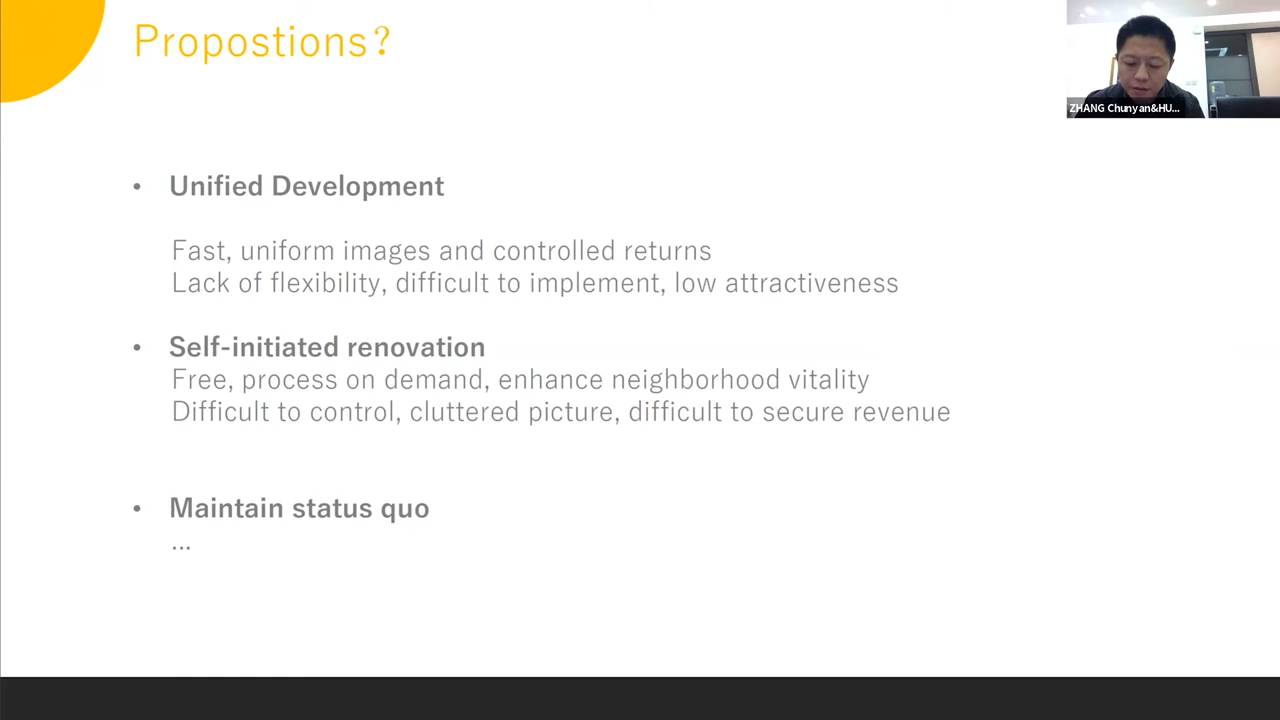 Propostions?
ZHANG Chunyan&HU...
• Unified Development
Fast, uniform images and controlled returns
Lack of flexibility, difficult to implement, low attractiveness
• Self-initiated renovation
Free, process on demand, enhance neighborhood vitality
Difficult to control, cluttered picture, difficult to secure revenue
• Maintain status quo
...